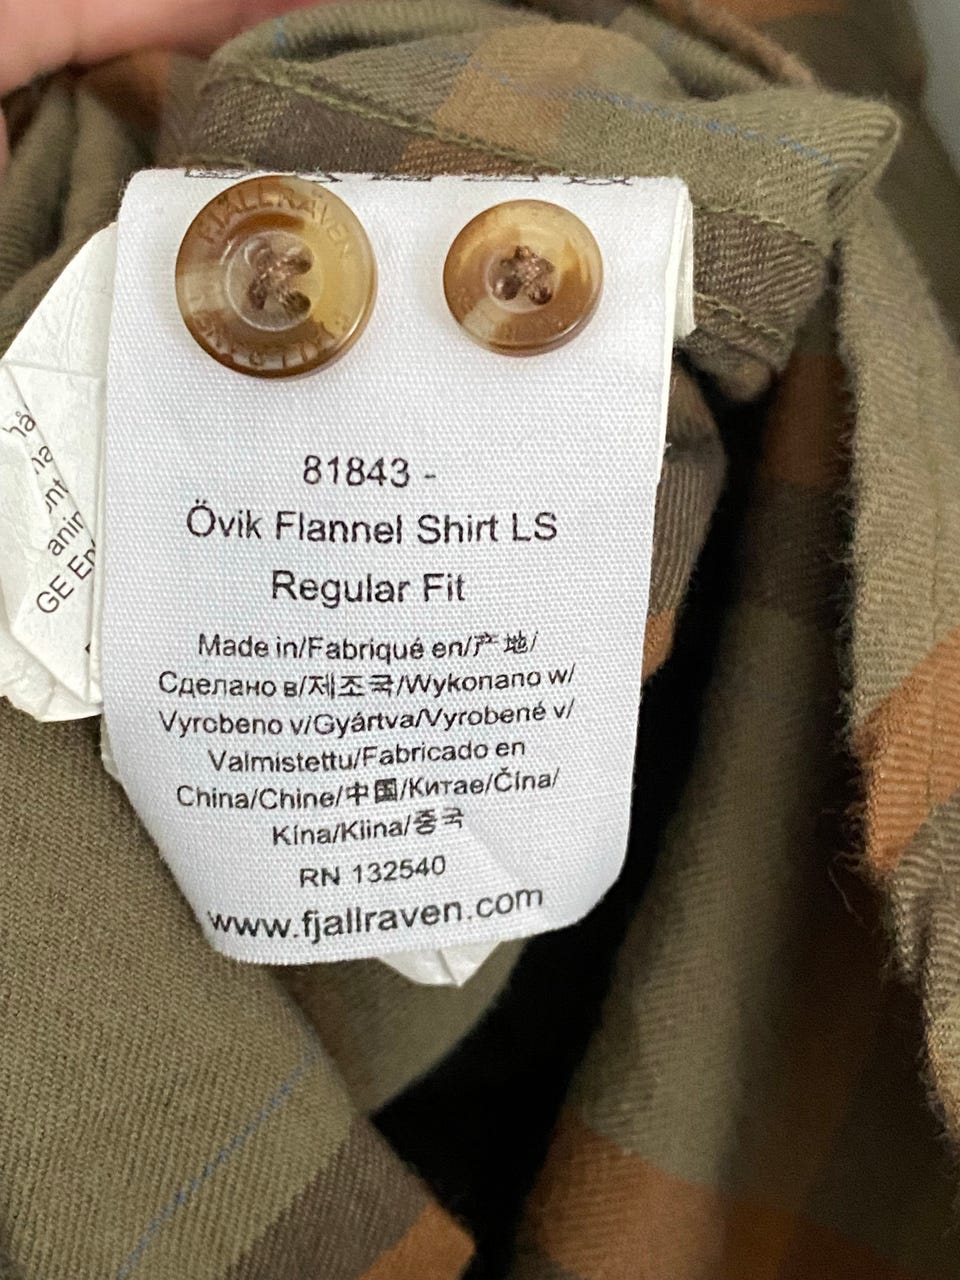 FJÄLLRÄVEN
81843 -
Övik Flannel Shirt LS
Regular Fit
Made in/Fabriqué en/产地/
Сделано в/제조국/Wykonano w/
Vyrobeno v/Gyártva/Vyrobené v/
Valmistettu/Fabricado en
China/Chine/中国/Китае/Čína/
Kína/Kiina/중국
RN 132540
www.fjallraven.com
GE